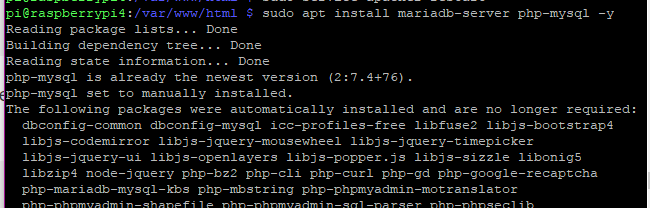 pi@raspberrypi4:/var/www/html $ sudo apt install mariadb-server php-mysql -y
Reading package lists... Done
Building dependency tree... Done
Reading state information... Done
php-mysql is already the newest version (2:7.4+76).
php-mysql set to manually installed.
The following packages were automatically installed and are no longer required:
dbconfig-common dbconfig-mysql icc-profiles-free libfuse2 libjs-bootstrap4
libjs-codemirror libjs-jquery-mousewheel libjs-jquery-timepicker
libjs-jquery-ui libjs-openlayers libjs-popper.js libjs-sizzle libonig5
libzip4 node-jquery php-bz2 php-cli php-curl php-gd php-google-recaptcha
php-mariadb-mysql-kbs php-mbstring php-phpmyadmin-motranslator
php-phpmyadmin-shapefile php-phpmyadmin-sql-parser php-phpseclib